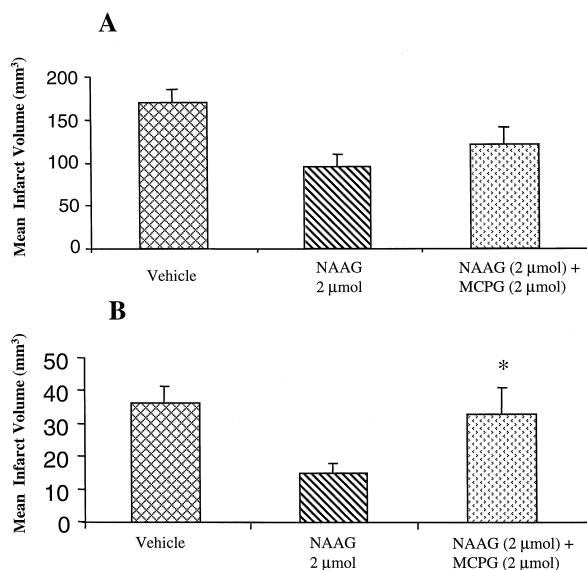 A
Mean Infarct Volume (mm³)
200
150
100
50
0
Vehicle
NAAG
2 µmol
NAAG (2 µmol) +
MCPG (2 µmol)
B
Mean Infarct Volume (mm³)
50
40
30
20
10
0
*
Vehicle
NAAG
2 µmol
NAAG (2 µmol) +
MCPG (2 µmol)